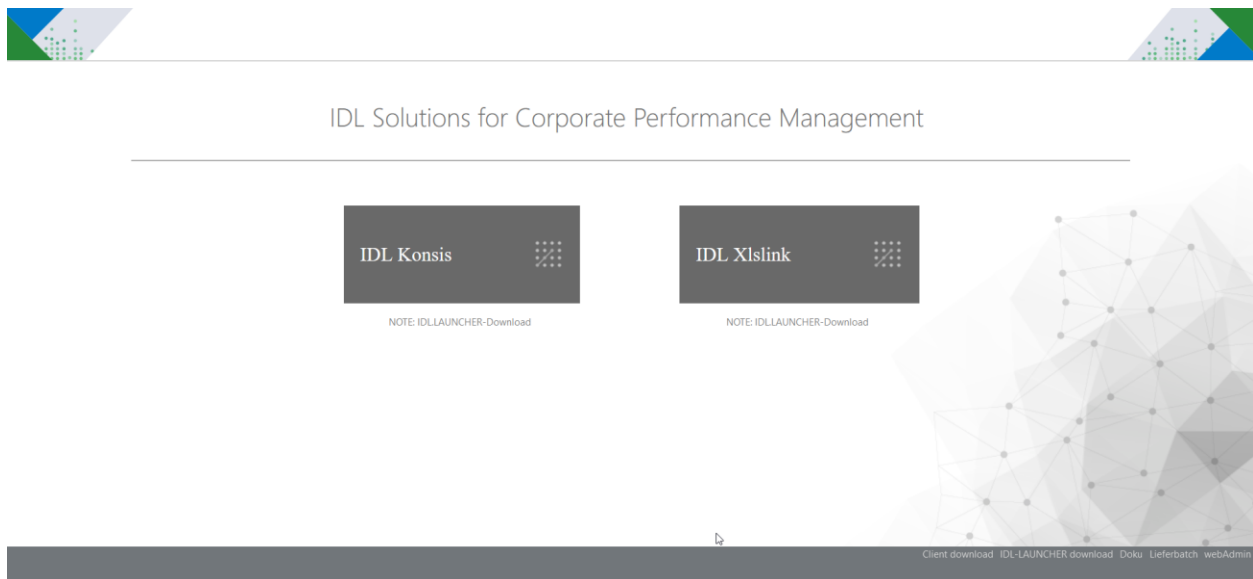 IDL Solutions for Corporate Performance Management
IDL Konsis
IDL Xlslink
NOTE: IDL.LAUNCHER-Download
NOTE: IDL.LAUNCHER-Download
Client download IDL-LAUNCHER download Doku Lieferbatch webAdmin